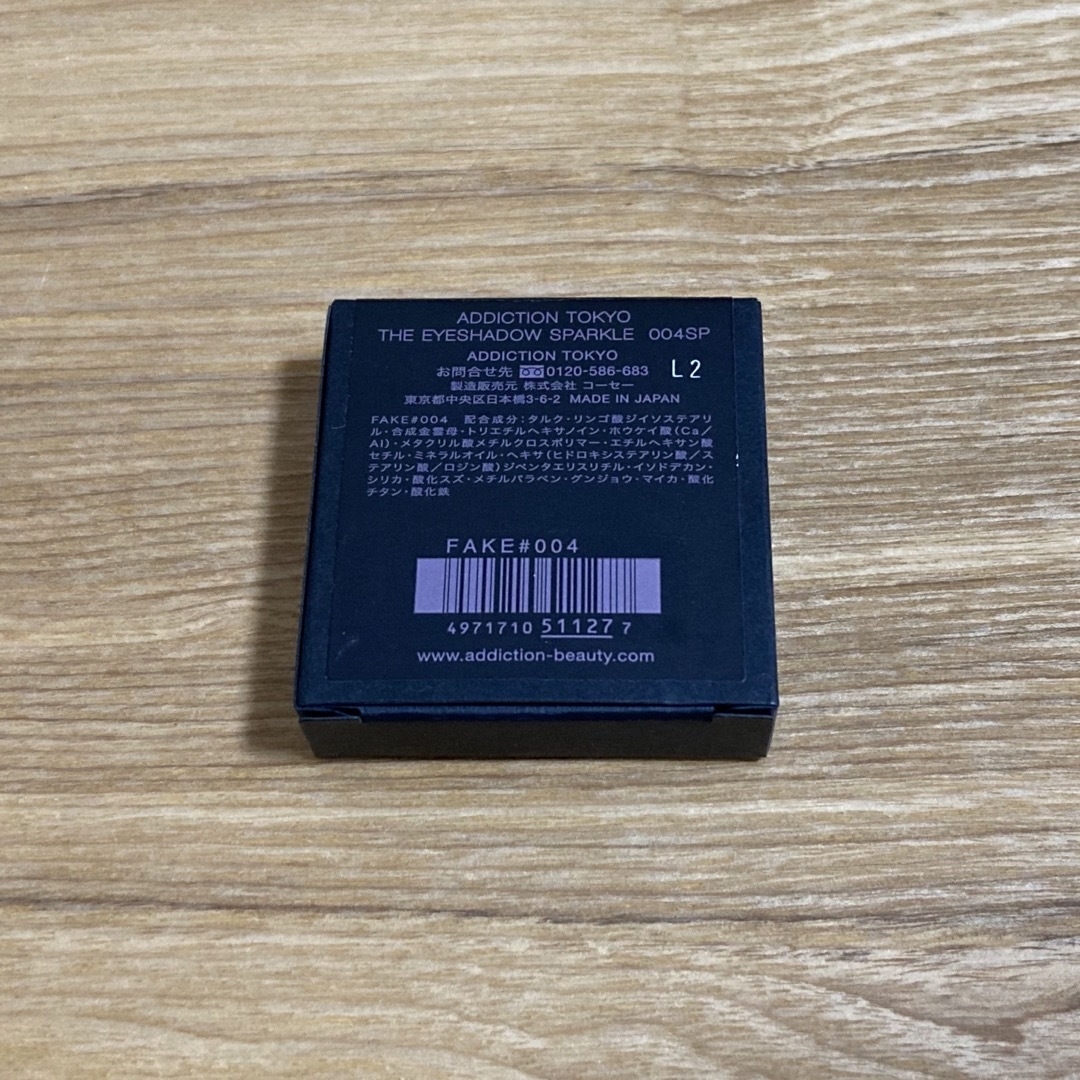 ADDICTION TOKYO
THE EYESHADOW SPARKLE 004SP
ADDICTION TOKYO
お問合せ先 0120-586-683 L2
製造販売元 株式会社 コーセー
東京都中央区日本橋3-6-2 MADE IN JAPAN
FAKE#004 配合成分:タルク・リンゴ酸ジイソステアリ
ル・合成金雲母・トリエチルヘキサノイン・ホウケイ酸(Ca/
Al)・メタクリル酸メチルクロスポリマー・エチルヘキサン酸
セチル・ミネラルオイル・ヘキサ(ヒドロキシステアリン酸/
ステアリン酸/ロジン酸)ジペンタエリスリチル・イソドデカン・
シリカ・酸化スズ・メチルパラベン・グンジョウ・マイカ・酸化
チタン・酸化鉄
FAKE#004
4971710 51127 7
www.addiction-beauty.com